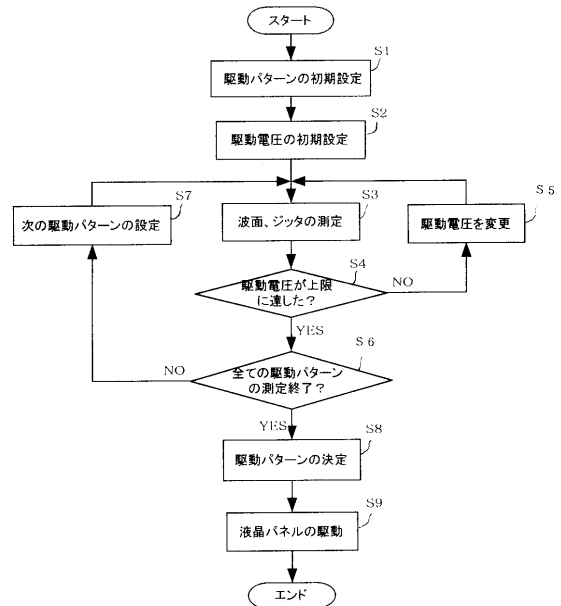 スタート
S1
駆動パターンの初期設定
S2
駆動電圧の初期設定
S7
次の駆動パターンの設定
S3
波面、ジッタの測定
S5
駆動電圧を変更
S4
駆動電圧が上限
に達した？
NO
YES
S6
全ての駆動パターン
の測定終了？
NO
YES
S8
駆動パターンの決定
S9
液晶パネルの駆動
エンド